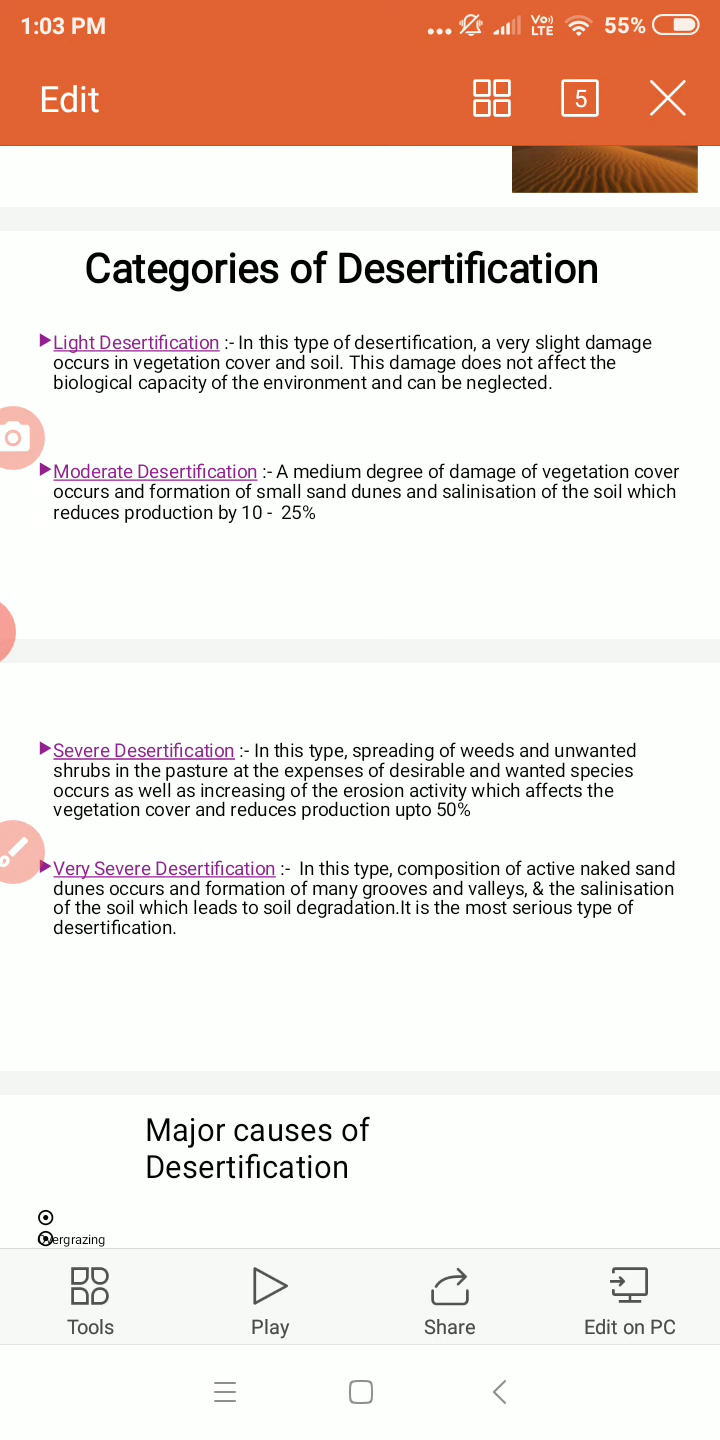 1:03 PM
Vo)) LTE
55%
Edit
5
Categories of Desertification
Light Desertification :- In this type of desertification, a very slight damage
occurs in vegetation cover and soil. This damage does not affect the
biological capacity of the environment and can be neglected.
Moderate Desertification :- A medium degree of damage of vegetation cover
occurs and formation of small sand dunes and salinisation of the soil which
reduces production by 10 - 25%
Severe Desertification :- In this type, spreading of weeds and unwanted
shrubs in the pasture at the expenses of desirable and wanted species
occurs as well as increasing of the erosion activity which affects the
vegetation cover and reduces production upto 50%
Very Severe Desertification :- In this type, composition of active naked sand
dunes occurs and formation of many grooves and valleys, & the salinisation
of the soil which leads to soil degradation.It is the most serious type of
desertification.
Major causes of
Desertification
Overgrazing
Tools
Play
Share
Edit on PC